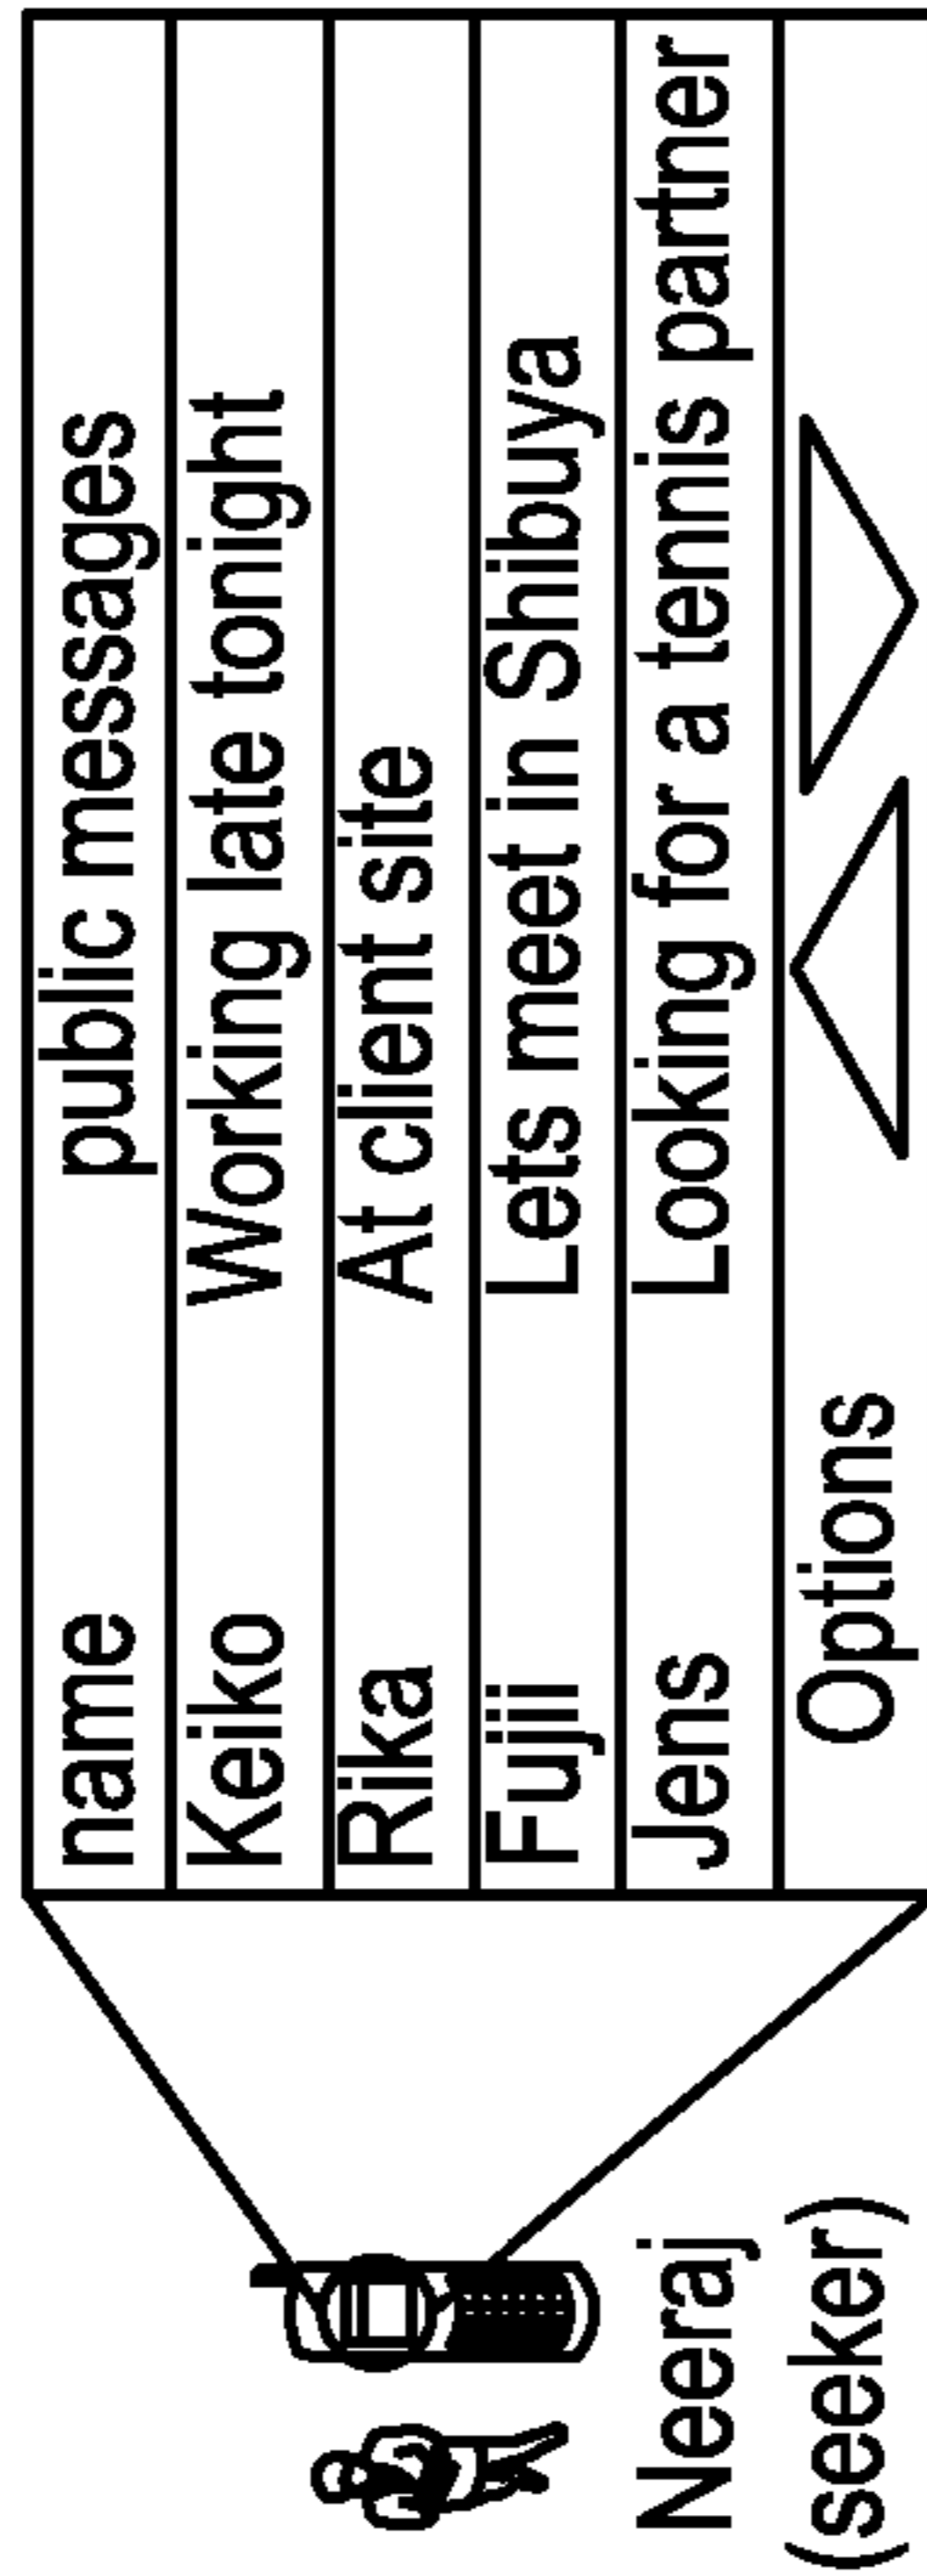 name public messages
Keiko Working late tonight
Rika At client site
Fujii Lets meet in Shibuya
Jens Looking for a tennis partner
Options
Neeraj
(seeker)